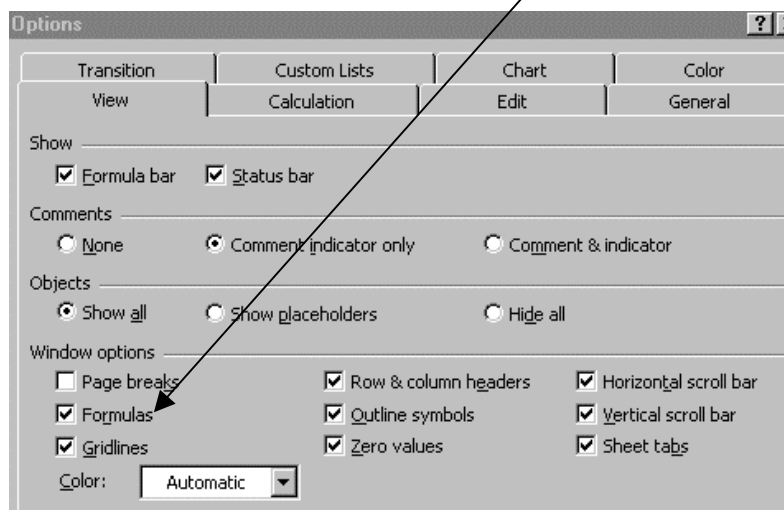 Options ?
Transition Custom Lists Chart Color
View Calculation Edit General
Show
Formula bar Status bar
Comments
None Comment indicator only Comment & indicator
Objects
Show all Show placeholders Hide all
Window options
Page breaks Row & column headers Horizontal scroll bar
Formulas Outline symbols Vertical scroll bar
Gridlines Zero values Sheet tabs
Color: Automatic